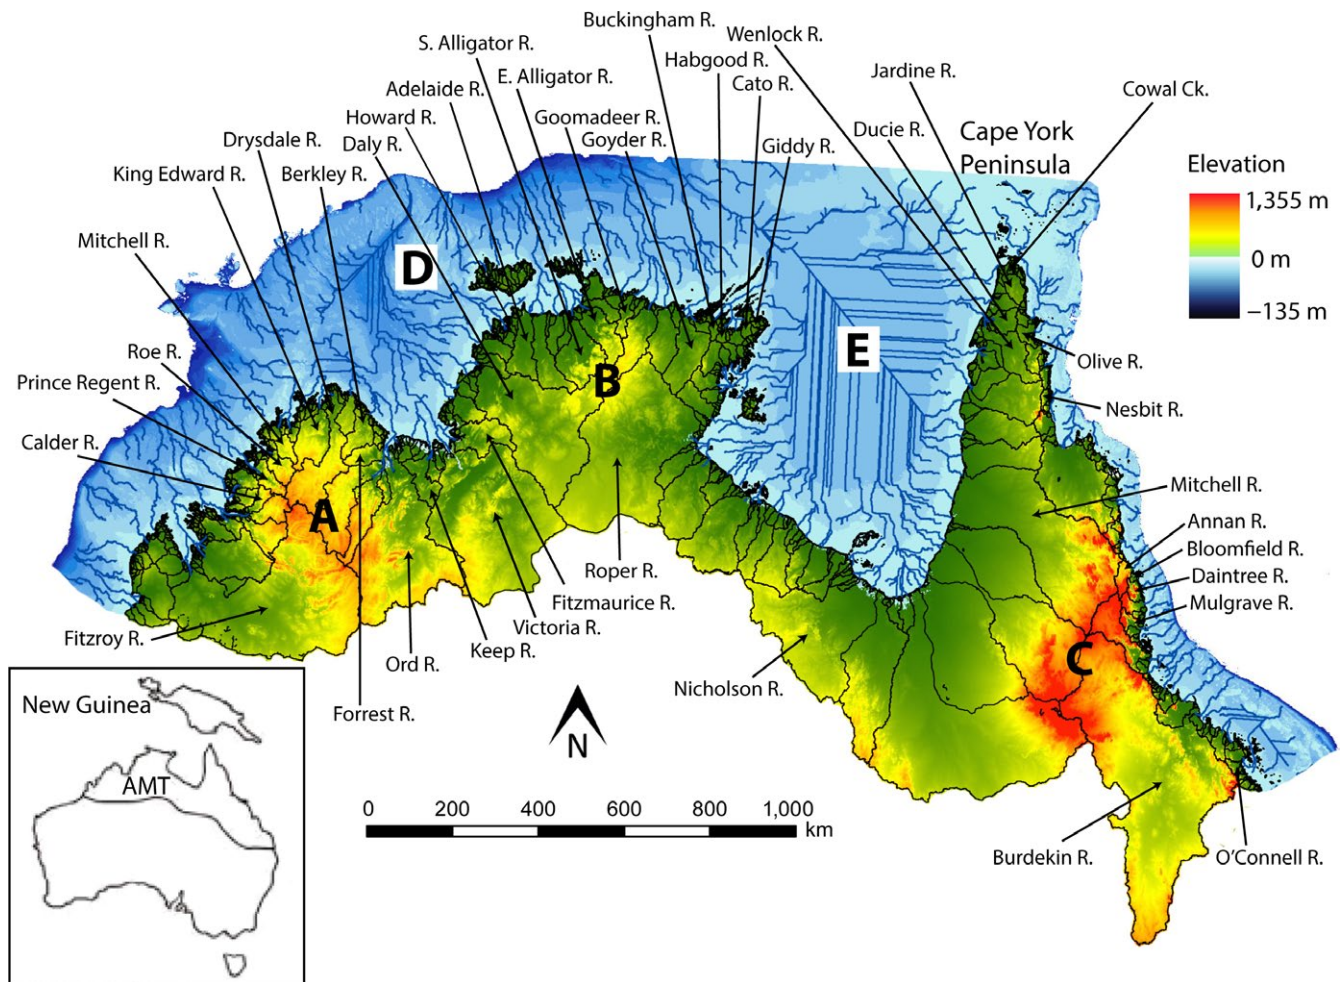 Buckingham R.
Wenlock R.
S. Alligator R.
Habgood R.
Jardine R.
E. Alligator R.
Cato R.
Cowal Ck.
Adelaide R.
Howard R.
Goomadeer R.
Ducie R.
Cape York
Peninsula
Drysdale R.
Daly R.
Goyder R.
Giddy R.
Elevation
King Edward R.
Berkley R.
1,355 m
Mitchell R.
0 m
D
−135 m
Roe R.
E
Olive R.
Prince Regent R.
B
Nesbit R.
Calder R.
Mitchell R.
A
Annan R.
Bloomfield R.
Roper R.
Daintree R.
Fitzmaurice R.
Mulgrave R.
Fitzroy R.
Victoria R.
Keep R.
Ord R.
C
Nicholson R.
New Guinea
Forrest R.
N
AMT
0 200 400 600 800 1,000
km
Burdekin R.
O'Connell R.